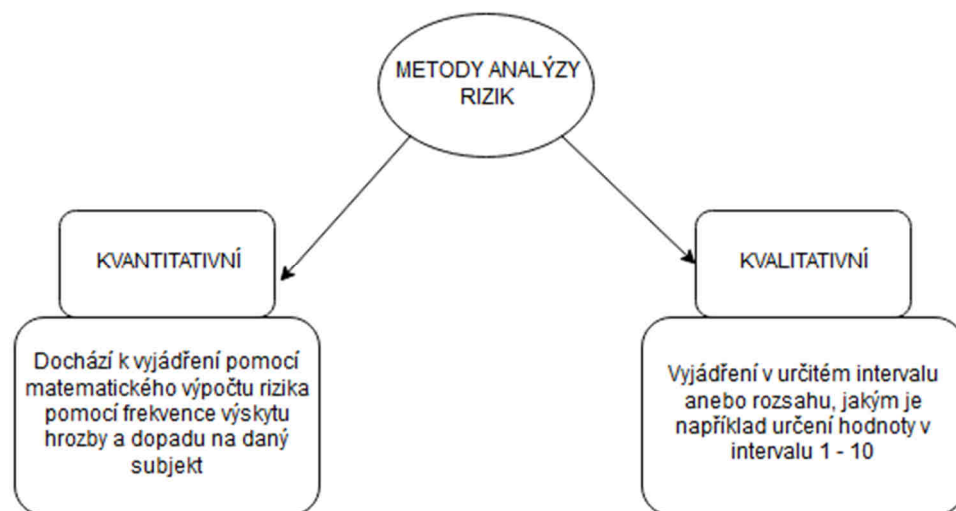 METODY ANALÝZY
RIZIK
KVANTITATIVNÍ
Dochází k vyjádření pomocí
matematického výpočtu rizika
pomocí frekvence výskytu
hrozby a dopadu na daný
subjekt
KVALITATIVNÍ
Vyjádření v určitém intervalu
anebo rozsahu, jakým je
například určení hodnoty v
intervalu 1 - 10